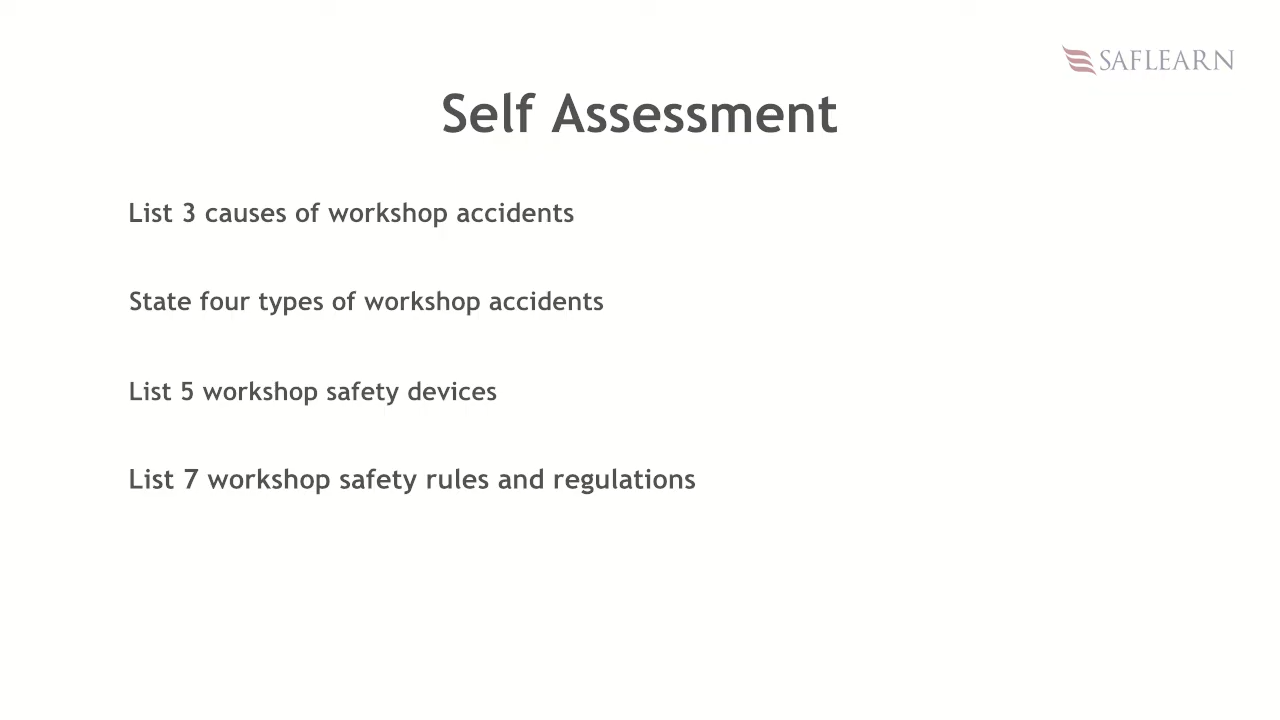 SAFLEARN
Self Assessment
List 3 causes of workshop accidents
State four types of workshop accidents
List 5 workshop safety devices
List 7 workshop safety rules and regulations